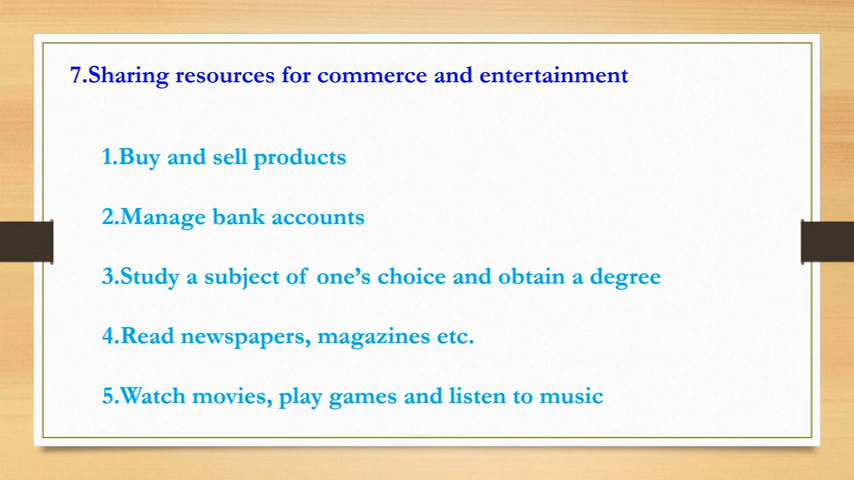 7.Sharing resources for commerce and entertainment
1.Buy and sell products
2.Manage bank accounts
3.Study a subject of one’s choice and obtain a degree
4.Read newspapers, magazines etc.
5.Watch movies, play games and listen to music